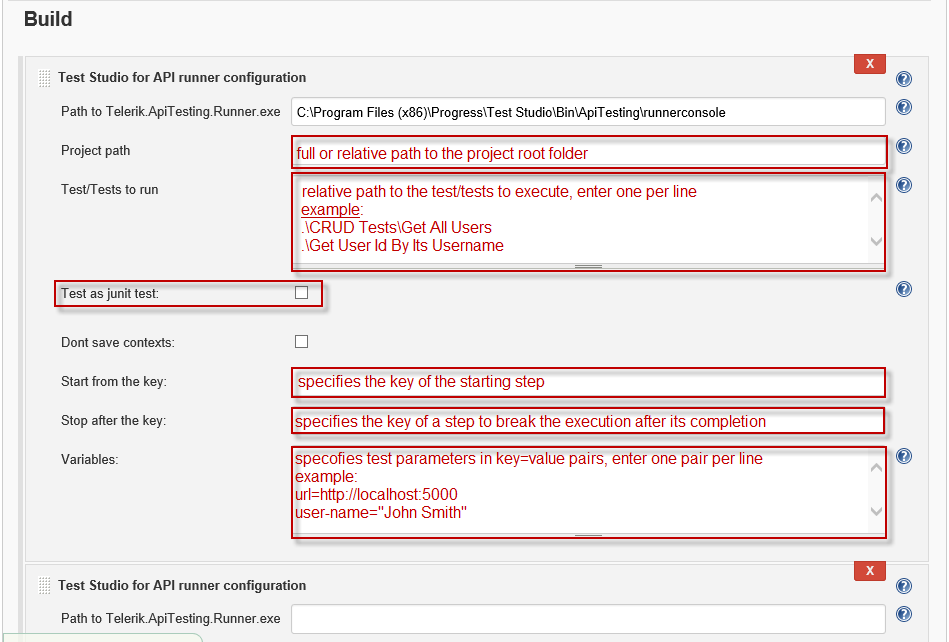 Build
X
Test Studio for API runner configuration
?
Path to Telerik.ApiTesting.Runner.exe C:\Program Files (x86)\Progress\Test Studio\Bin\ApiTesting\runnerconsole ?
Project path full or relative path to the project root folder ?
Test/Tests to run relative path to the test/tests to execute, enter one per line ?
example:
.\CRUD Tests\Get All Users
.\Get User Id By Its Username
Test as junit test: ?
Dont save contexts:
Start from the key: specifies the key of the starting step
Stop after the key: specifies the key of a step to break the execution after its completion
Variables: specofies test parameters in key=value pairs, enter one pair per line ?
example:
url=http://localhost:5000
user-name="John Smith"
X
Test Studio for API runner configuration ?
Path to Telerik.ApiTesting.Runner.exe ?